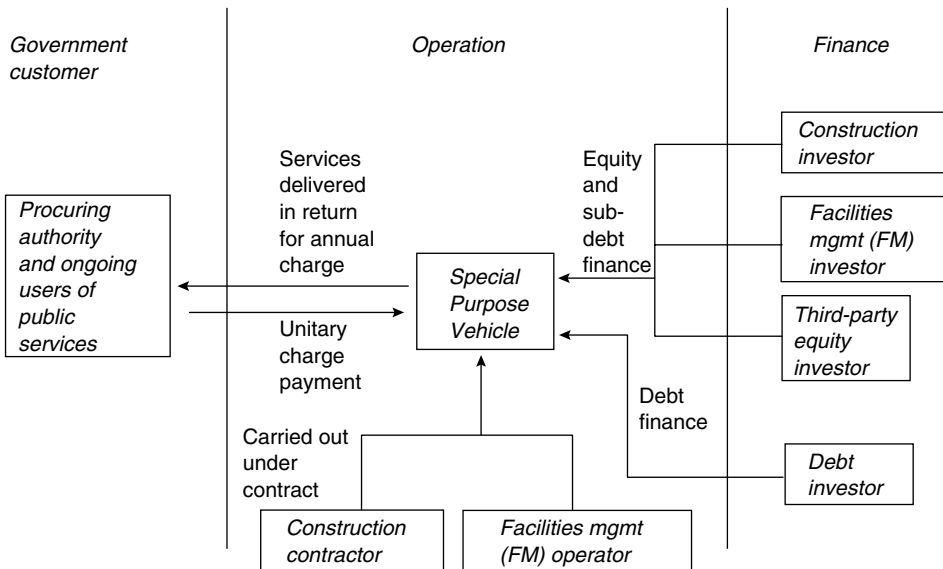 Government
customer
Operation
Finance
Procuring
authority
and ongoing
users of
public
services
Services
delivered
in return
for annual
charge
Unitary
charge
payment
Special
Purpose
Vehicle
Equity
and
sub-
debt
finance
Debt
finance
Carried out
under
contract
Construction
contractor
Facilities mgmt
(FM) operator
Construction
investor
Facilities
mgmt (FM)
investor
Third-party
equity
investor
Debt
investor